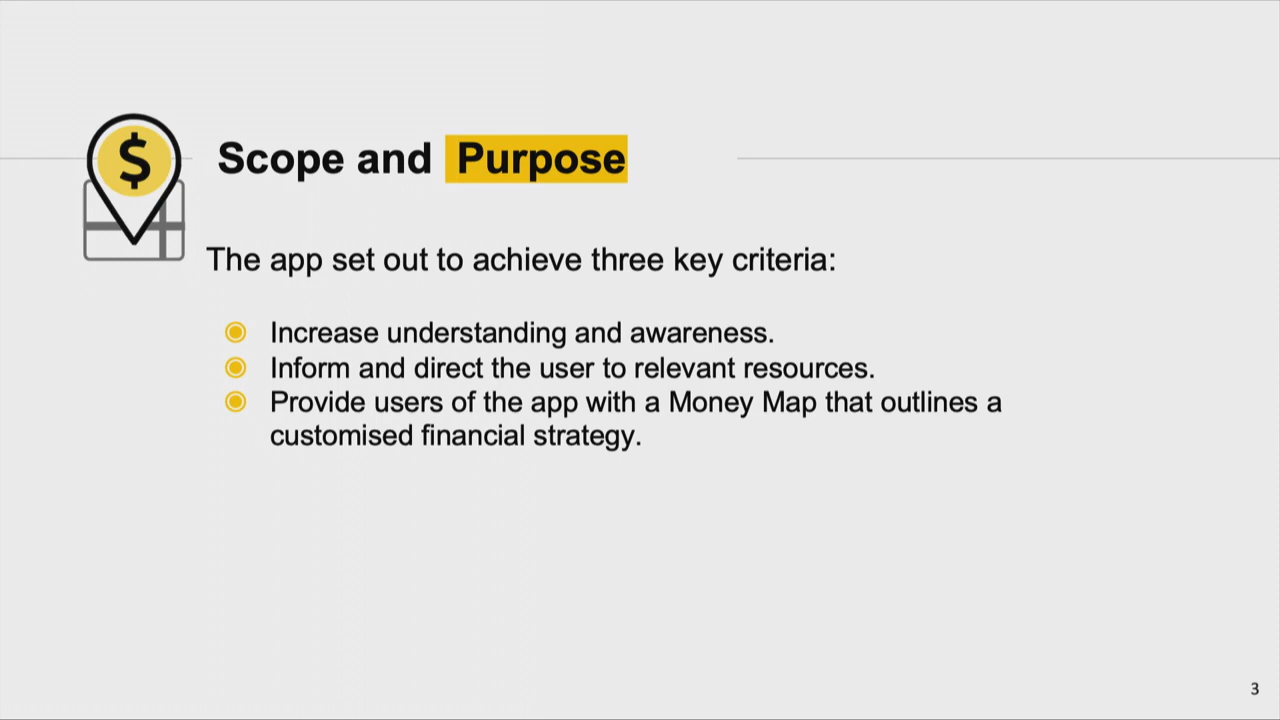 $
Scope and Purpose
The app set out to achieve three key criteria:
Increase understanding and awareness.
Inform and direct the user to relevant resources.
Provide users of the app with a Money Map that outlines a
customised financial strategy.
3